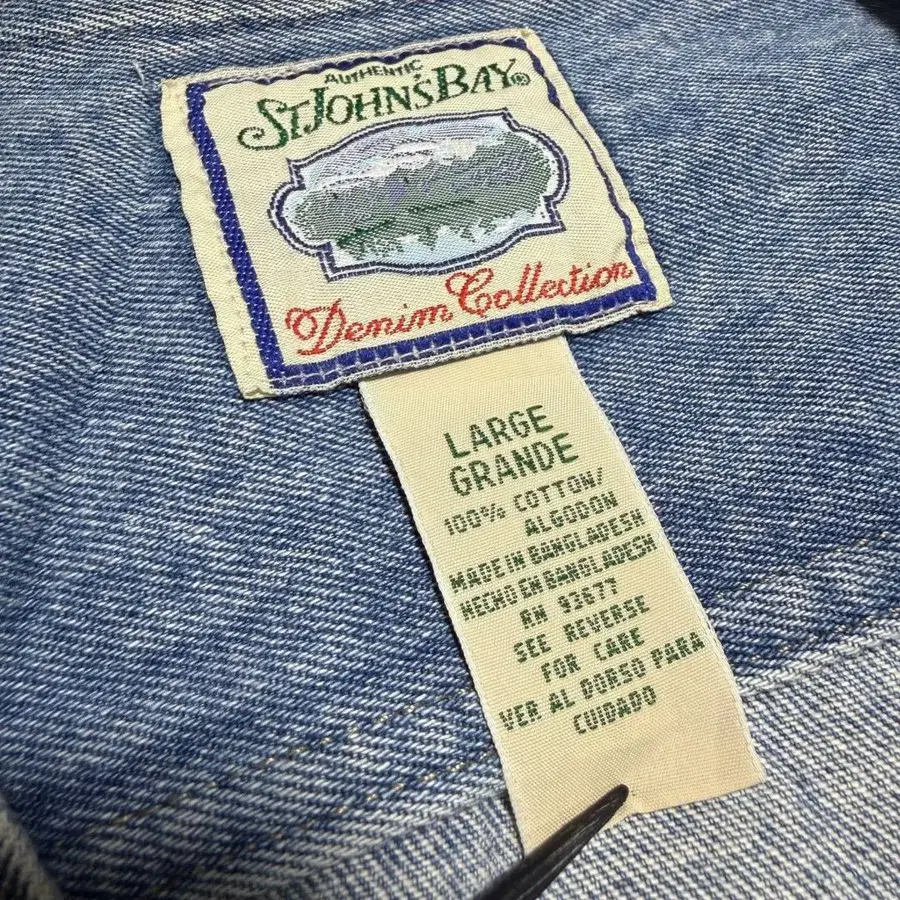 AUTHENTIC
ST. JOHN'S BAY®
Denim Collection
LARGE
GRANDE
100% COTTON/
ALGODON
MADE IN BANGLADESH
HECHO EN BANGLADESH
RN 93677
SEE REVERSE
FOR CARE
VER AL DORSO PARA
CUIDADO